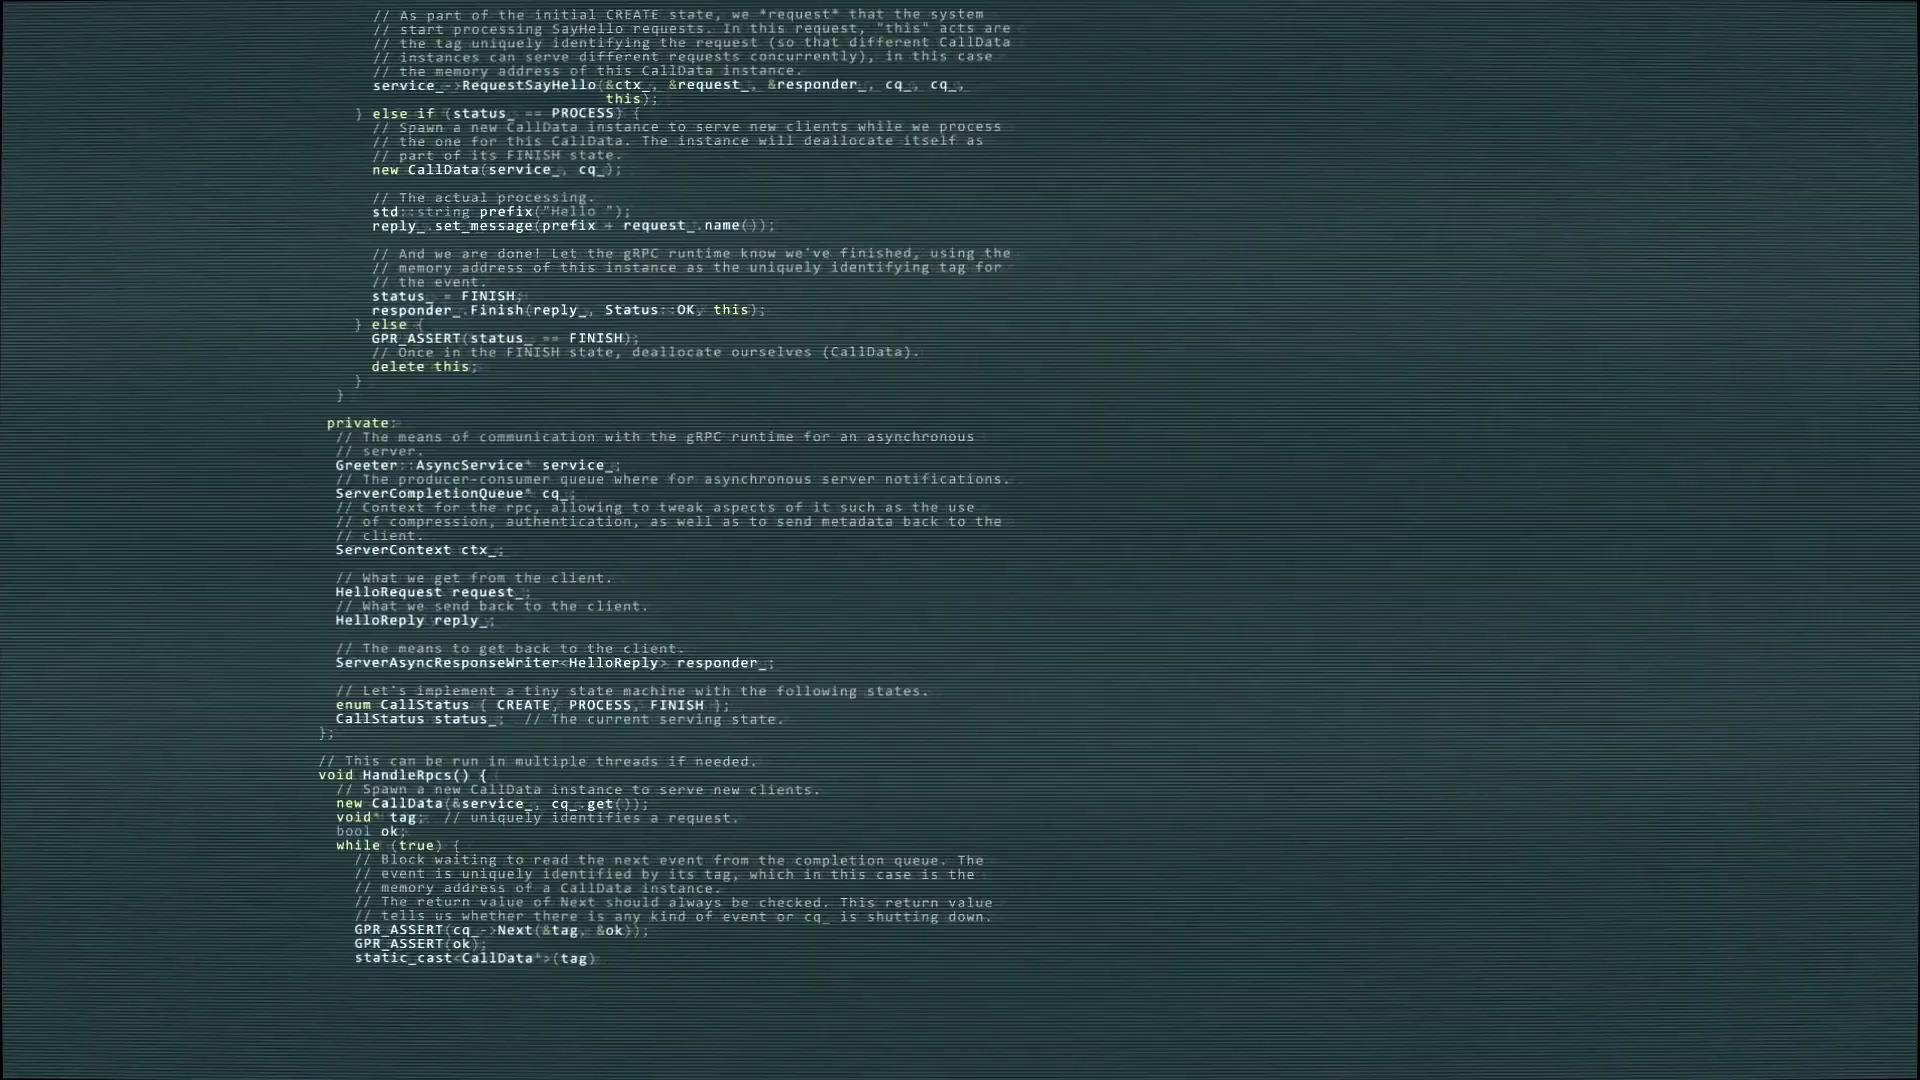 // As part of the initial CREATE state, we *request* that the system
// start processing SayHello requests. In this request, "this" acts are
// the tag uniquely identifying the request (so that different CallData
// instances can serve different requests concurrently), in this case
// the memory address of this CallData instance.
service_->RequestSayHello(&ctx_, &request_, &responder_, cq_, cq_,
this);
} else if (status_ == PROCESS) {
// Spawn a new CallData instance to serve new clients while we process
// the one for this CallData. The instance will deallocate itself as
// part of its FINISH state.
new CallData(service_, cq_);
// The actual processing.
std::string prefix("Hello ");
reply_.set_message(prefix + request_.name());
// And we are done! Let the gRPC runtime know we've finished, using the
// memory address of this instance as the uniquely identifying tag for
// the event.
status_ = FINISH;
responder_.Finish(reply_, Status::OK, this);
} else {
GPR_ASSERT(status_ == FINISH);
// Once in the FINISH state, deallocate ourselves (CallData).
delete this;
}
}
private:
// The means of communication with the gRPC runtime for an asynchronous
// server.
Greeter::AsyncService* service_;
// The producer-consumer queue where for asynchronous server notifications.
ServerCompletionQueue* cq_;
// Context for the rpc, allowing to tweak aspects of it such as the use
// of compression, authentication, as well as to send metadata back to the
// client.
ServerContext ctx_;
// What we get from the client.
HelloRequest request_;
// What we send back to the client.
HelloReply reply_;
// The means to get back to the client.
ServerAsyncResponseWriter<HelloReply> responder_;
// Let's implement a tiny state machine with the following states.
enum CallStatus { CREATE, PROCESS, FINISH };
CallStatus status_;  // The current serving state.
};
// This can be run in multiple threads if needed.
void HandleRpcs() {
// Spawn a new CallData instance to serve new clients.
new CallData(&service_, cq_.get());
void* tag;  // uniquely identifies a request.
bool ok;
while (true) {
// Block waiting to read the next event from the completion queue. The
// event is uniquely identified by its tag, which in this case is the
// memory address of a CallData instance.
// The return value of Next should always be checked. This return value
// tells us whether there is any kind of event or cq_ is shutting down.
GPR_ASSERT(cq_->Next(&tag, &ok));
GPR_ASSERT(ok);
static_cast<CallData*>(tag)